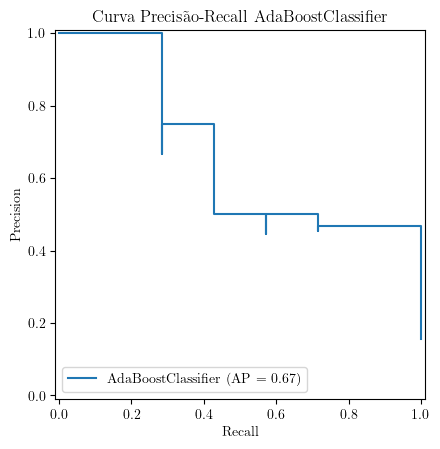 Curva Precisão-Recall AdaBoostClassifier
1.0
0.8
0.6
0.4
0.2
0.0
Precision
AdaBoostClassifier (AP = 0.67)
0.0 0.2 0.4 0.6 0.8 1.0
Recall